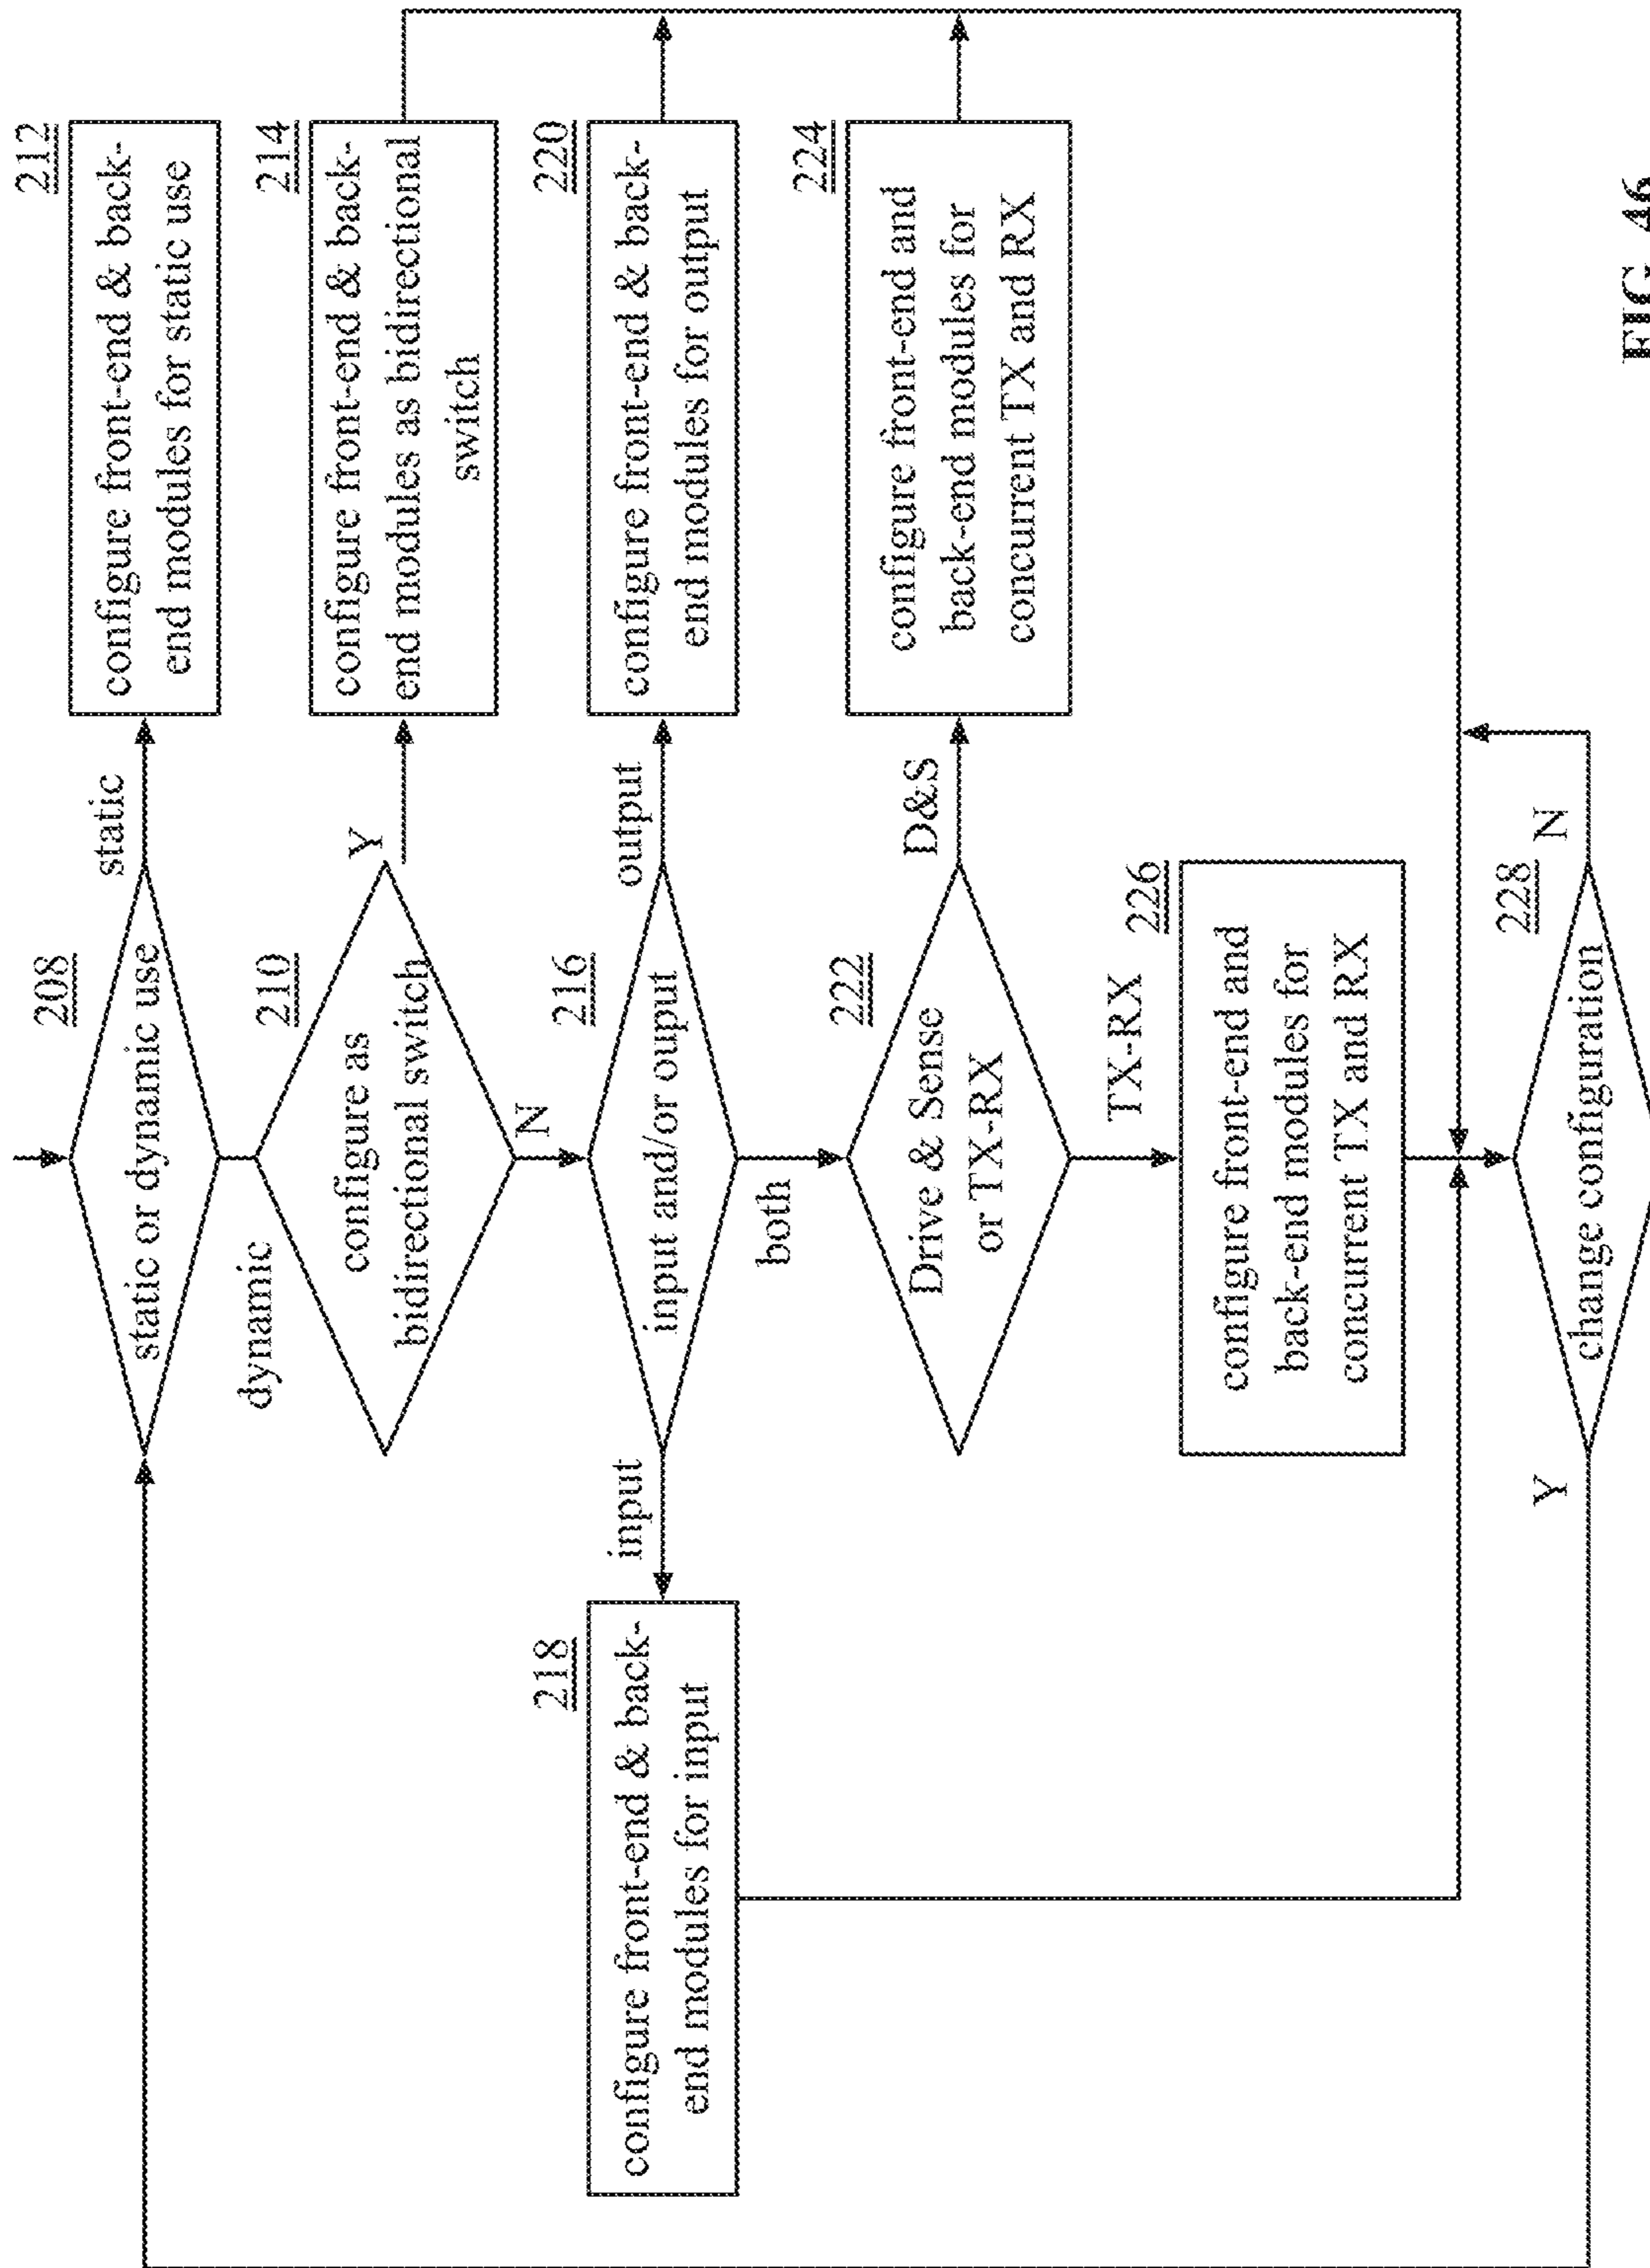 208
static or dynamic use
static
212
configure front-end & back-
end modules for static use
dynamic
210
configure as
bidirectional switch
Y
214
configure front-end & back-
end modules as bidirectional
switch
N
216
input and/or ouput
input
218
configure front-end & back-
end modules for input
output
220
configure front-end & back-
end modules for output
both
222
Drive & Sense
or TX-RX
D&S
224
configure front-end and
back-end modules for
concurrent TX and RX
TX-RX
226
configure front-end and
back-end modules for
concurrent TX and RX
228
change configuration
Y
N
FIG. 46